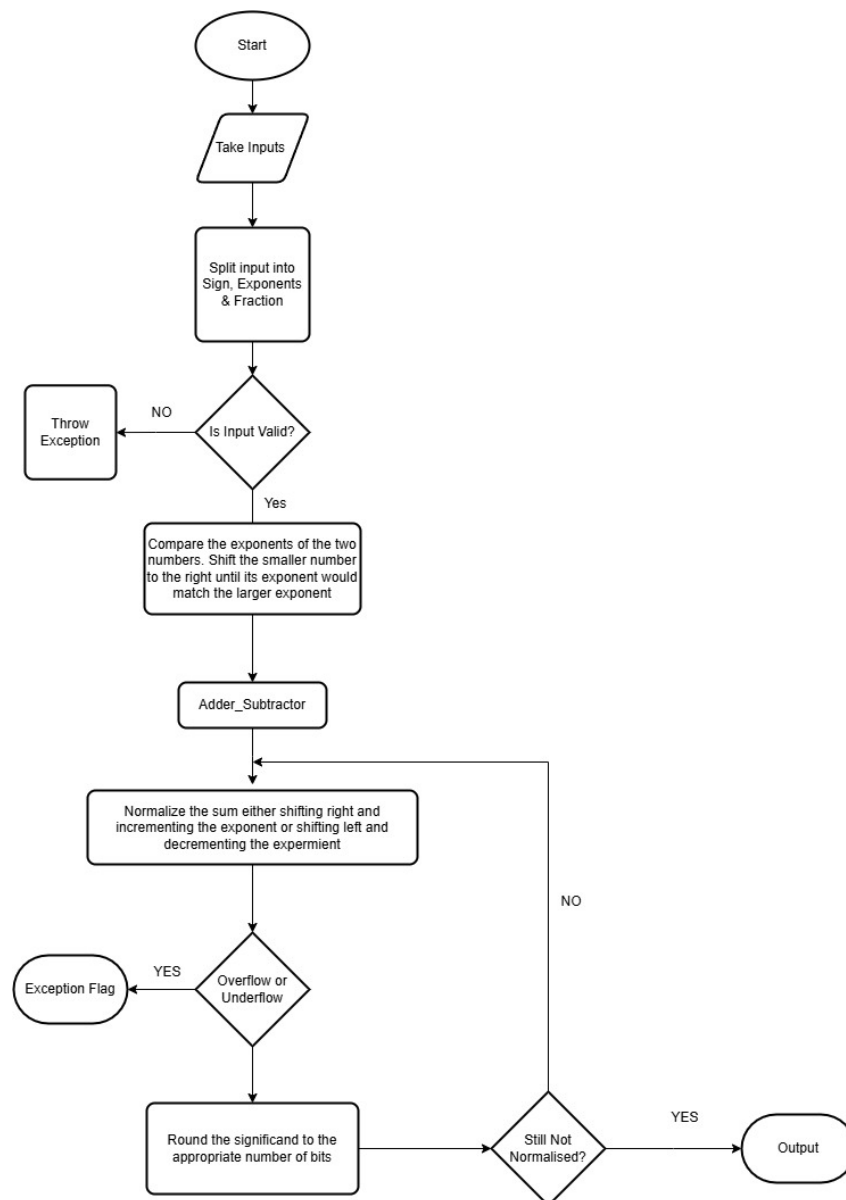 Start
Take Inputs
Split input into
Sign, Exponents
& Fraction
Is Input Valid?
NO
Throw
Exception
Yes
Compare the exponents of the two
numbers. Shift the smaller number
to the right until its exponent would
match the larger exponent
Adder_Subtractor
Normalize the sum either shifting right and
incrementing the exponent or shifting left and
decrementing the expermient
NO
Overflow or
Underflow
YES
Exception Flag
Round the significand to the
appropriate number of bits
Still Not
Normalised?
YES
Output